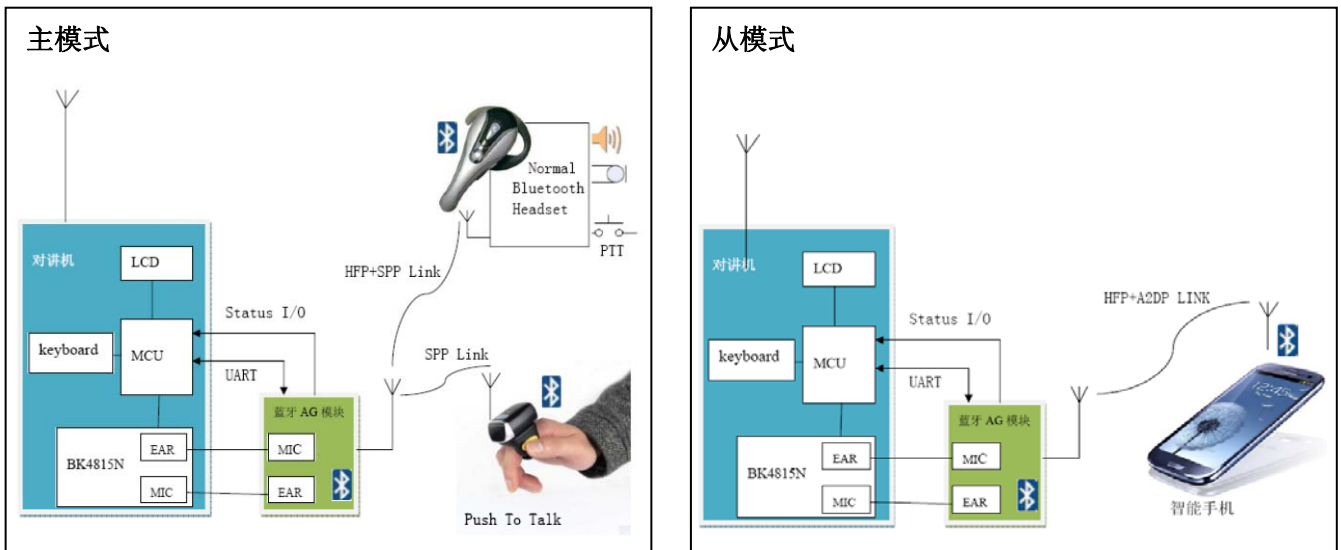 主模式
Normal
Bluetooth
Headset
PTT
对讲机
LCD
HFP+SPP Link
Status I/O
keyboard
MCU
SPP Link
UART
蓝牙 AG 模块
EAR
MIC
BK4815N
MIC
EAR
Push To Talk
从模式
对讲机
LCD
HFP+A2DP LINK
Status I/O
keyboard
MCU
UART
12:45
蓝牙 AG 模块
EAR
MIC
BK4815N
MIC
EAR
智能手机